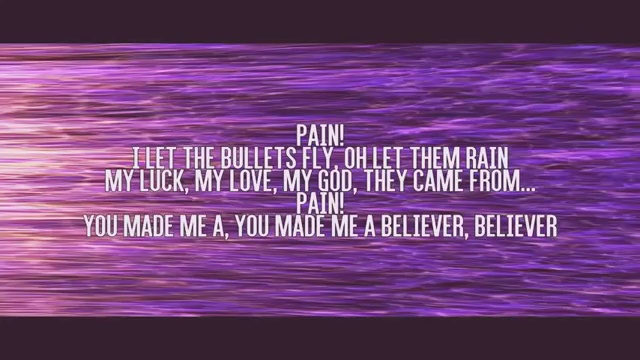 PAIN!
I LET THE BULLETS FLY, OH LET THEM RAIN
MY LUCK, MY LOVE, MY GOD, THEY CAME FROM...
PAIN!
YOU MADE ME A, YOU MADE ME A BELIEVER, BELIEVER